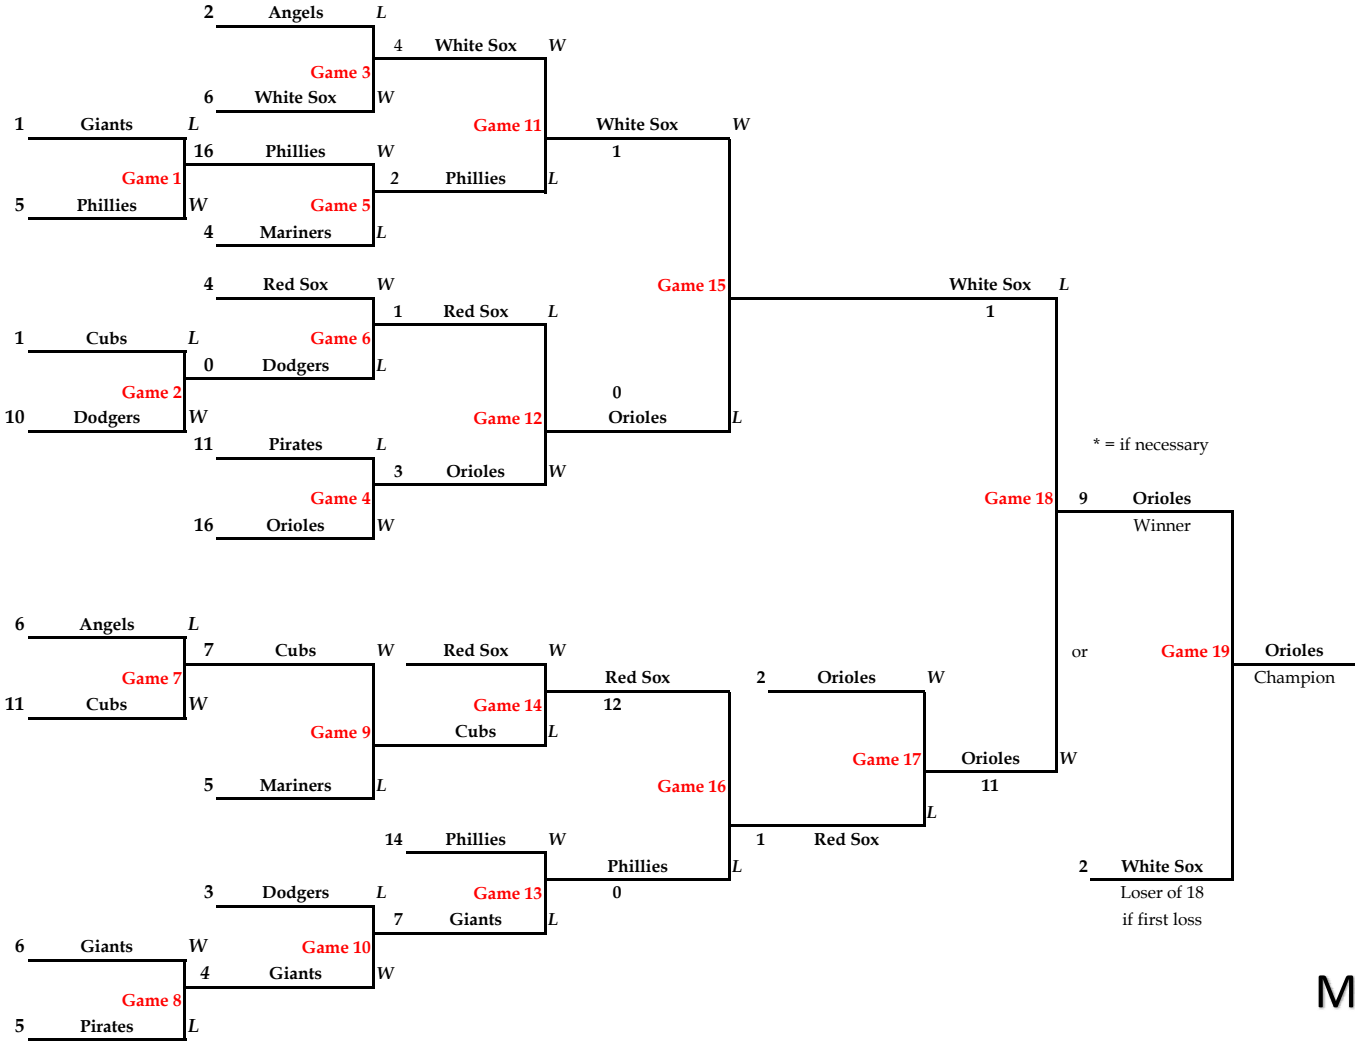 2 Angels L
4 White Sox W
Game 3
6 White Sox W
1 Giants L
Game 11
White Sox W
16 Phillies W
1
Game 1
2 Phillies L
5 Phillies W
Game 5
4 Mariners L
4 Red Sox W
Game 15
White Sox L
1 Red Sox L
1
1 Cubs L
Game 6
0 Dodgers L
Game 2
0
10 Dodgers W
Game 12
Orioles L
11 Pirates L
* = if necessary
3 Orioles W
Game 4
Game 18
9 Orioles
16 Orioles W
Winner
6 Angels L
7 Cubs W
Red Sox W
or
Game 19
Orioles
Game 7
Red Sox
2 Orioles W
Champion
11 Cubs W
12
Game 14
Game 9
Cubs L
Game 17
Orioles W
5 Mariners L
Game 16
11
L
14 Phillies W
1 Red Sox
Phillies L
2 White Sox
3 Dodgers L
Game 13
0
Loser of 18
7 Giants L
if first loss
6 Giants W
Game 10
4 Giants W
Game 8
M
5 Pirates L